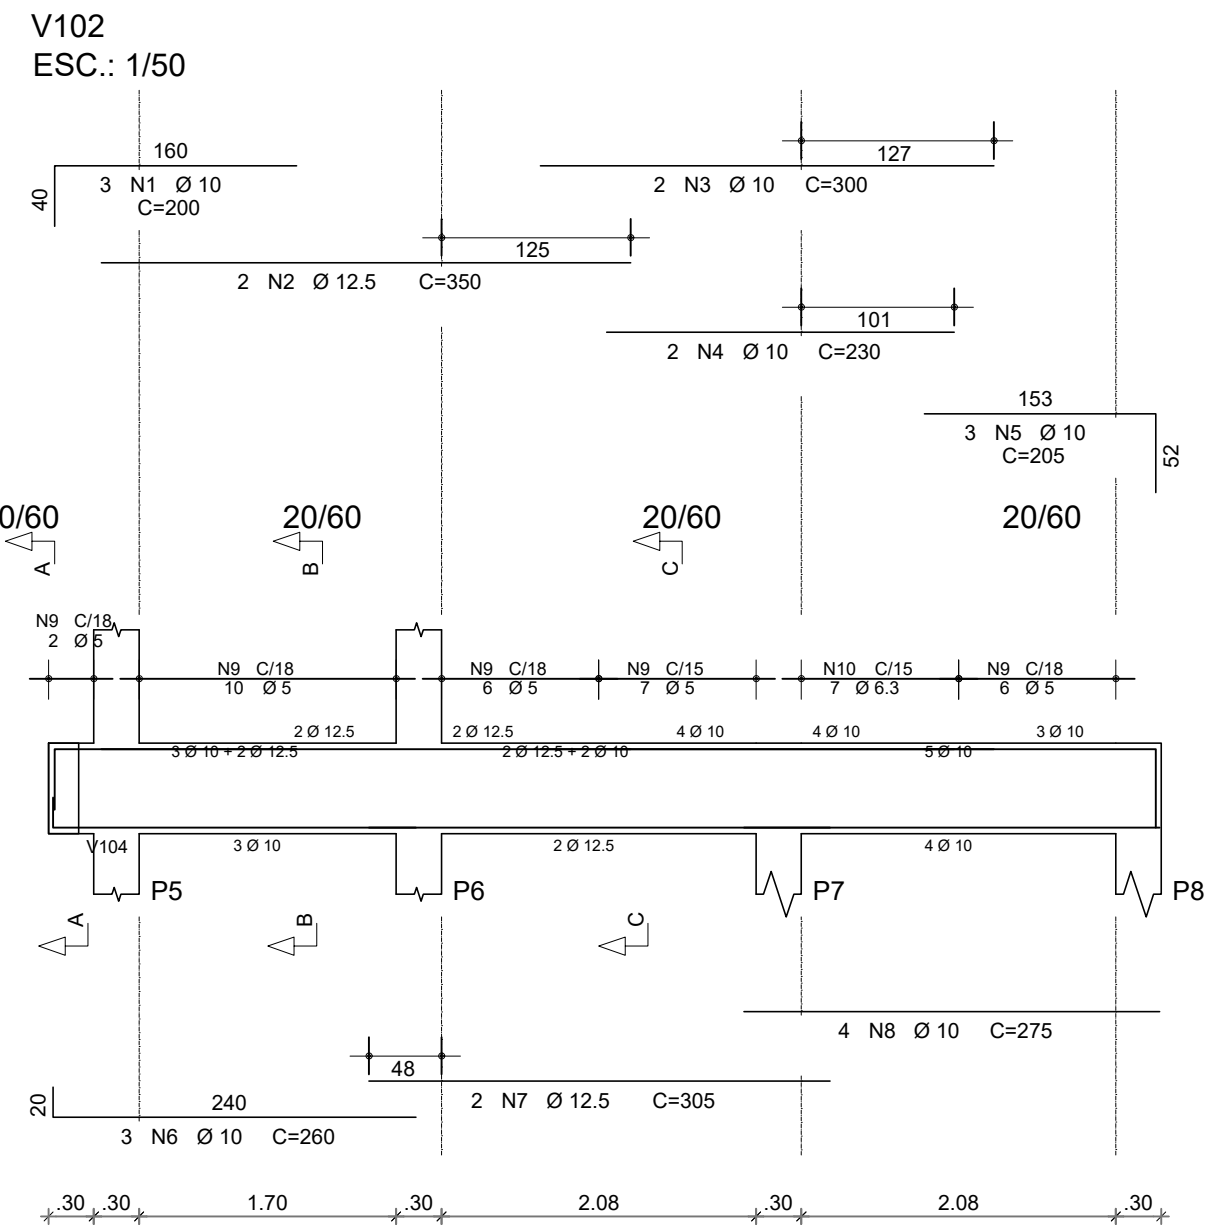 V102
ESC.: 1/50
160
40
3 N1 Ø 10
C=200
127
2 N3 Ø 10 C=300
125
2 N2 Ø 12.5 C=350
101
2 N4 Ø 10 C=230
153
3 N5 Ø 10
C=205
52
0/60 20/60 20/60 20/60
A B C
N9 C/18
2 Ø 5
N9 C/18
10 Ø 5
N9 C/18
6 Ø 5
N9 C/15
7 Ø 5
N10 C/15
7 Ø 6.3
N9 C/18
6 Ø 5
2 Ø 12.5 2 Ø 12.5 4 Ø 10 4 Ø 10 3 Ø 10
3 Ø 10 + 2 Ø 12.5 2 Ø 12.5 + 2 Ø 10 5 Ø 10
V104 3 Ø 10 2 Ø 12.5 4 Ø 10
P5 P6 P7 P8
A B C
4 N8 Ø 10 C=275
48
2 N7 Ø 12.5 C=305
20
240
3 N6 Ø 10 C=260
.30 .30 1.70 .30 2.08 .30 2.08 .30